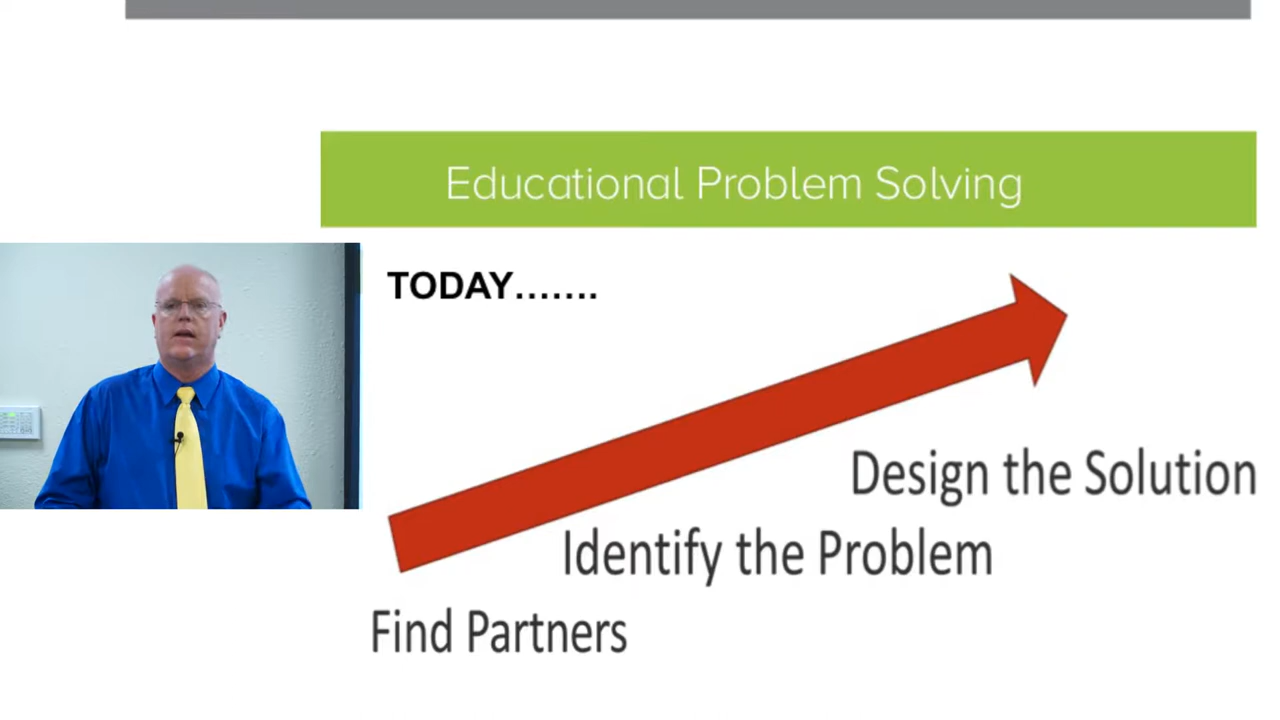 Educational Problem Solving
TODAY.......
Design the Solution
Identify the Problem
Find Partners